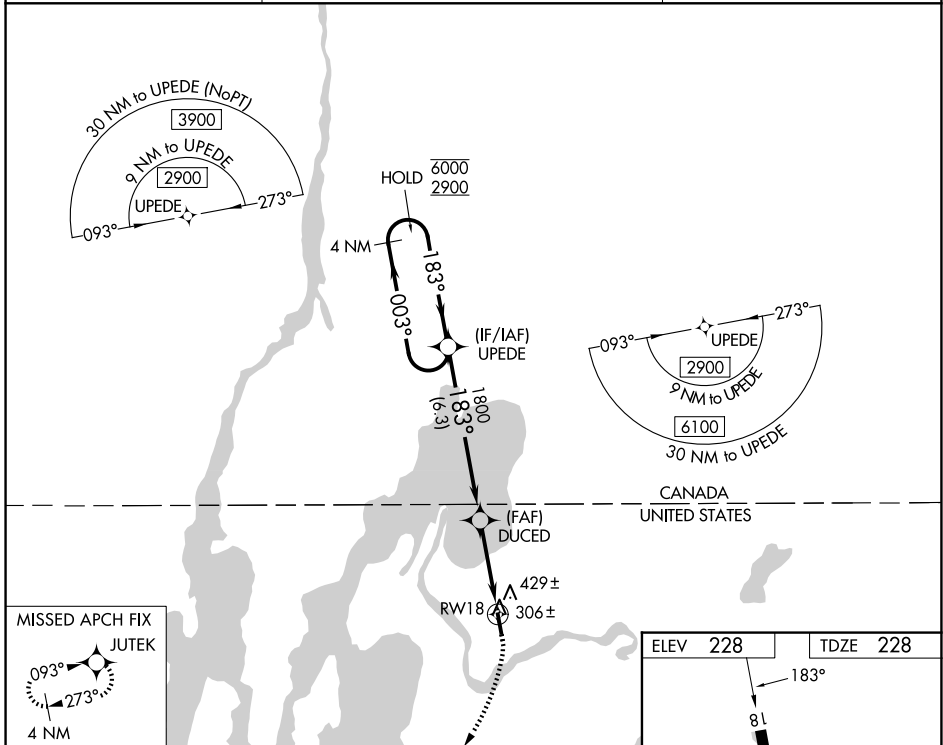 30 NM to UPEDE (NoPT)
3900
9 NM to UPEDE
2900
UPEDE
093°
273°
HOLD
6000
2900
4 NM
183°
003°
(IF/IAF)
UPEDE
1800
183°
(6.3)
093°
273°
UPEDE
2900
9 NM to UPEDE
6100
30 NM to UPEDE
CANADA
UNITED STATES
(FAF)
DUCED
429±
RW18
306±
MISSED APCH FIX
JUTEK
093°
273°
4 NM
ELEV 228
TDZE 228
183°
18